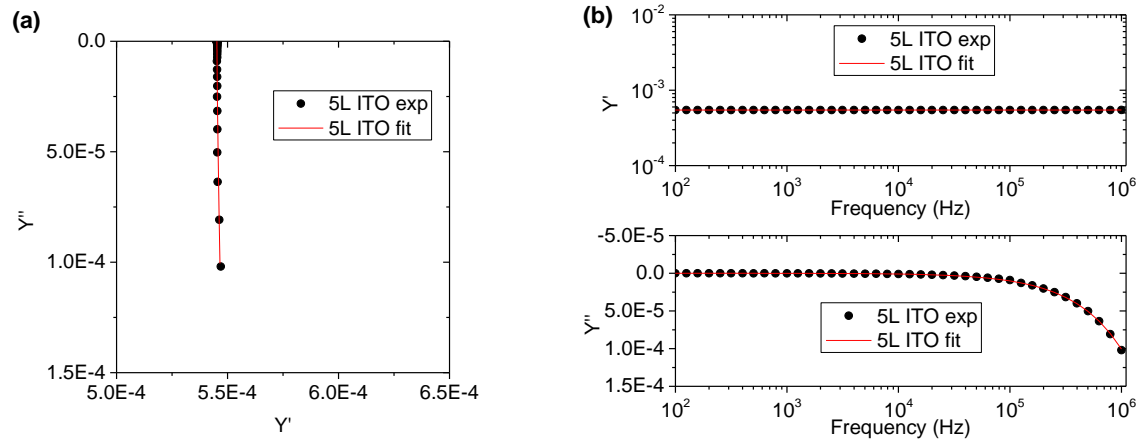 (a)
0.0
5.0E-5
1.0E-4
1.5E-4
Y''
5L ITO exp
5L ITO fit
5.0E-4
5.5E-4
6.0E-4
6.5E-4
Y'
(b)
10^-2
10^-3
10^-4
Y'
5L ITO exp
5L ITO fit
10^2
10^3
10^4
10^5
10^6
Frequency (Hz)
-5.0E-5
0.0
5.0E-5
1.0E-4
1.5E-4
Y''
5L ITO exp
5L ITO fit
10^2
10^3
10^4
10^5
10^6
Frequency (Hz)